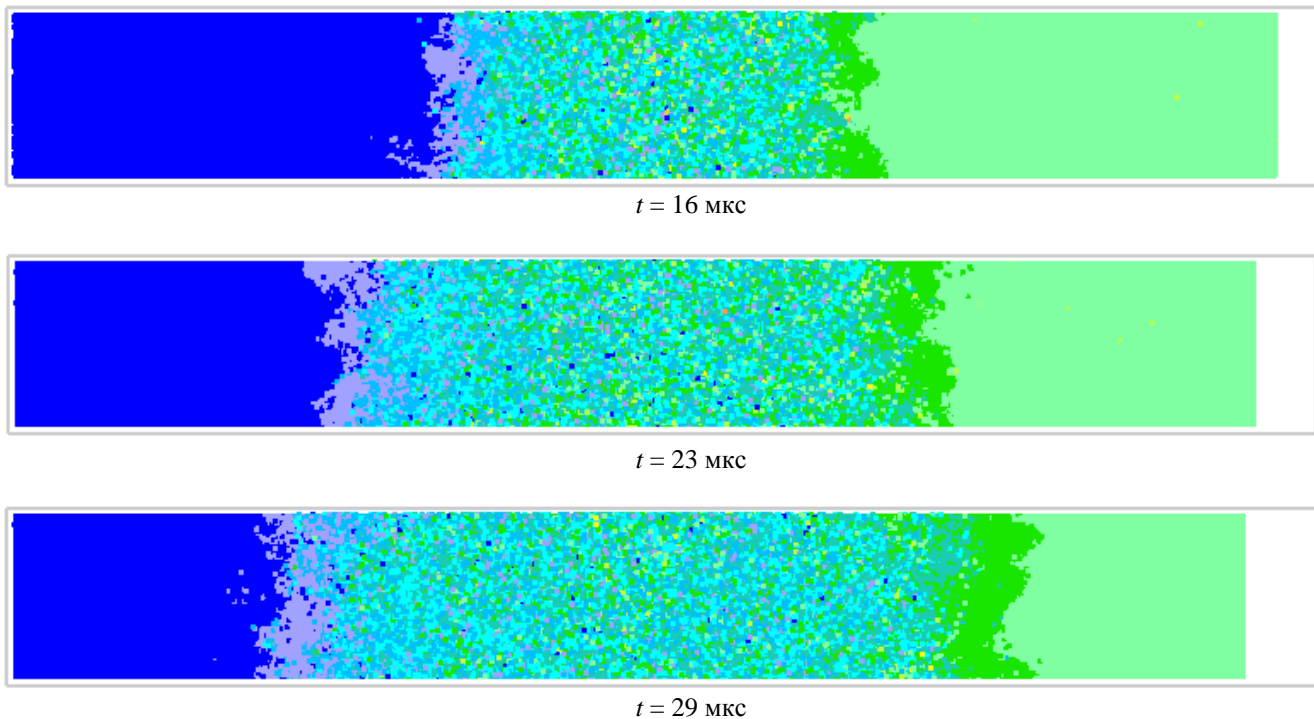 t = 16 мкс
t = 23 мкс
t = 29 мкс